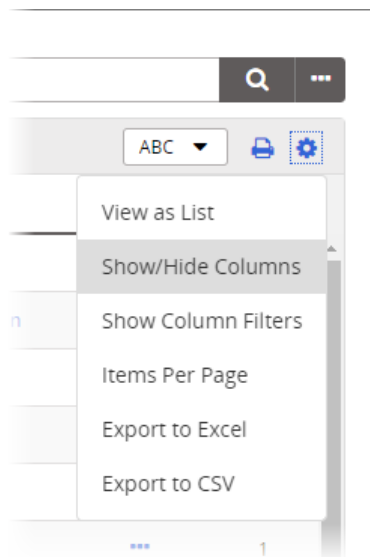 ABC
View as List
Show/Hide Columns
n
Show Column Filters
Items Per Page
Export to Excel
Export to CSV
1